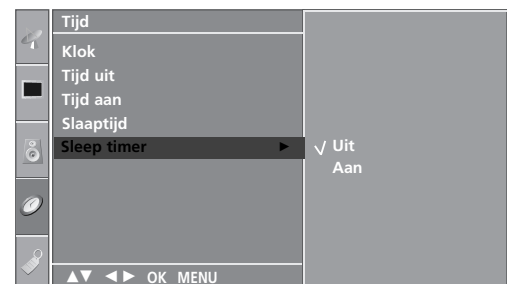 Tijd
Klok
Tijd uit
Tijd aan
Slaaptijd
Sleep timer ►
√ Uit
Aan
▲▼ ◄► OK MENU